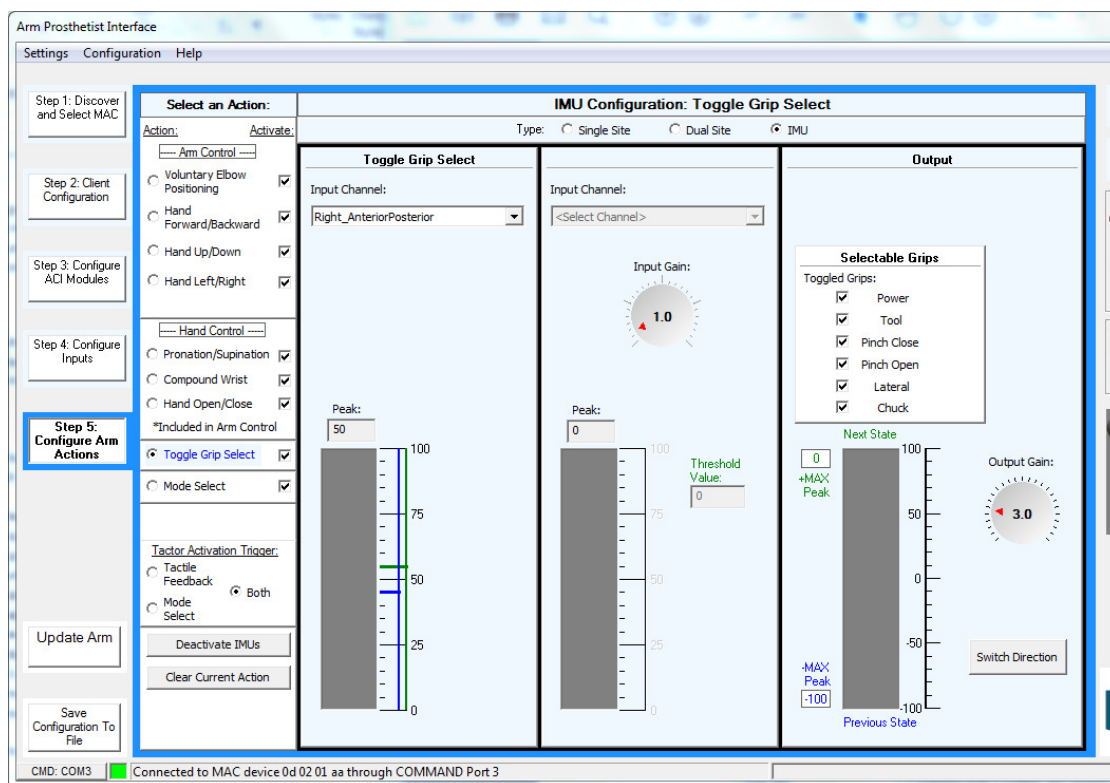 Arm Prosthetist Interface
Settings Configuration Help
Step 1: Discover
and Select MAC
Step 2: Client
Configuration
Step 3: Configure
ACI Modules
Step 4: Configure
Inputs
Step 5:
Configure Arm
Actions
Update Arm
Save
Configuration To
File
Select an Action:
Action: Activate:
---- Arm Control ----
Voluntary Elbow
Positioning
Hand
Forward/Backward
Hand Up/Down
Hand Left/Right
---- Hand Control ----
Pronation/Supination
Compound Wrist
Hand Open/Close
*Included in Arm Control
Toggle Grip Select
Mode Select
Tactor Activation Trigger:
Tactile
Feedback
Both
Mode
Select
Deactivate IMUs
Clear Current Action
IMU Configuration: Toggle Grip Select
Type: Single Site Dual Site IMU
Toggle Grip Select
Input Channel:
Right_AnteriorPosterior
Peak:
50
100
75
50
25
0
Input Channel:
<Select Channel>
Input Gain:
1.0
Peak:
0
100
75
50
25
0
Threshold
Value:
0
Output
Selectable Grips
Toggled Grips:
Power
Tool
Pinch Close
Pinch Open
Lateral
Chuck
Next State
0
+MAX
Peak
100
50
0
-50
-100
-MAX
Peak
-100
Previous State
Output Gain:
3.0
Switch Direction
CMD: COM3 Connected to MAC device 0d 02 01 aa through COMMAND Port 3